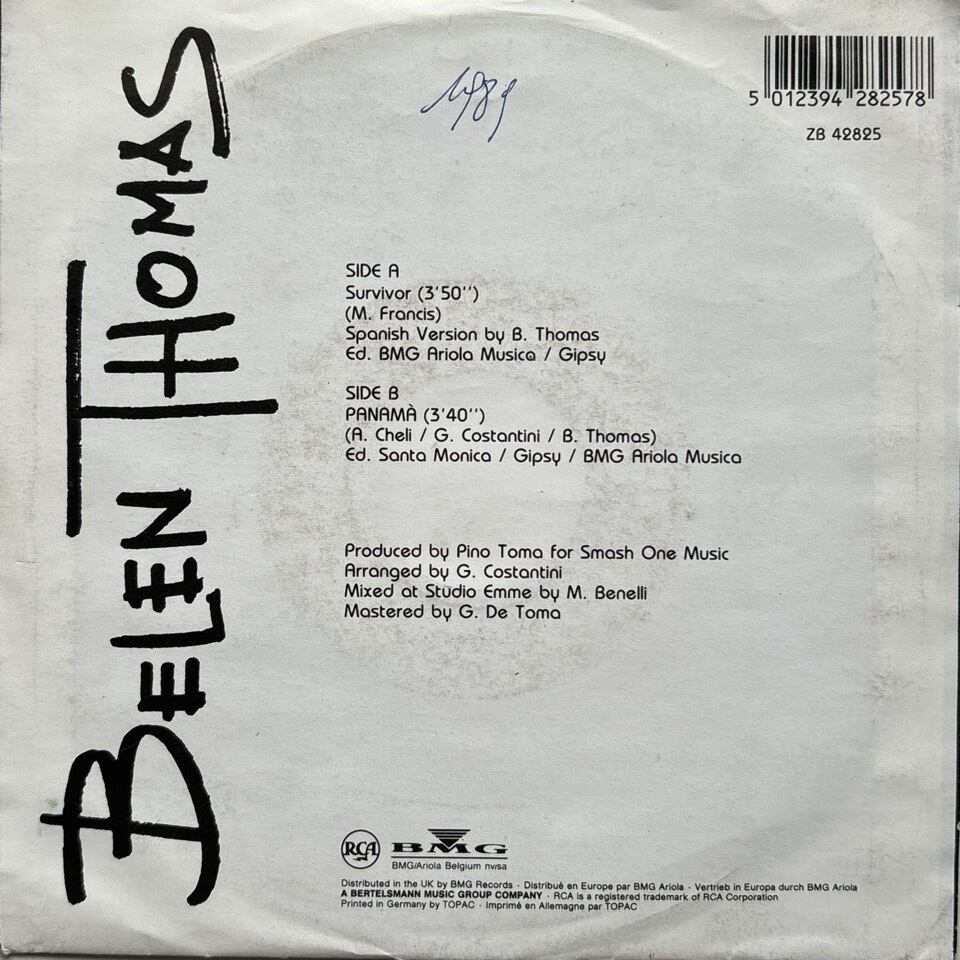 BELEN THOMAS
1989
5 012394 282578
ZB 42825
SIDE A
Survivor (3'50'')
(M. Francis)
Spanish Version by B. Thomas
Ed. BMG Ariola Musica / Gipsy
SIDE B
PANAMÀ (3'40'')
(A. Cheli / G. Costantini / B. Thomas)
Ed. Santa Monica / Gipsy / BMG Ariola Musica
Produced by Pino Toma for Smash One Music
Arranged by G. Costantini
Mixed at Studio Emme by M. Benelli
Mastered by G. De Toma
RCA BMG
BMG/Ariola Belgium nv/sa
Distributed in the UK by BMG Records · Distribué en Europe par BMG Ariola · Vertrieb in Europa durch BMG Ariola
A BERTELSMANN MUSIC GROUP COMPANY · RCA is a registered trademark of RCA Corporation
Printed in Germany by TOPAC · Imprimé en Allemagne par TOPAC